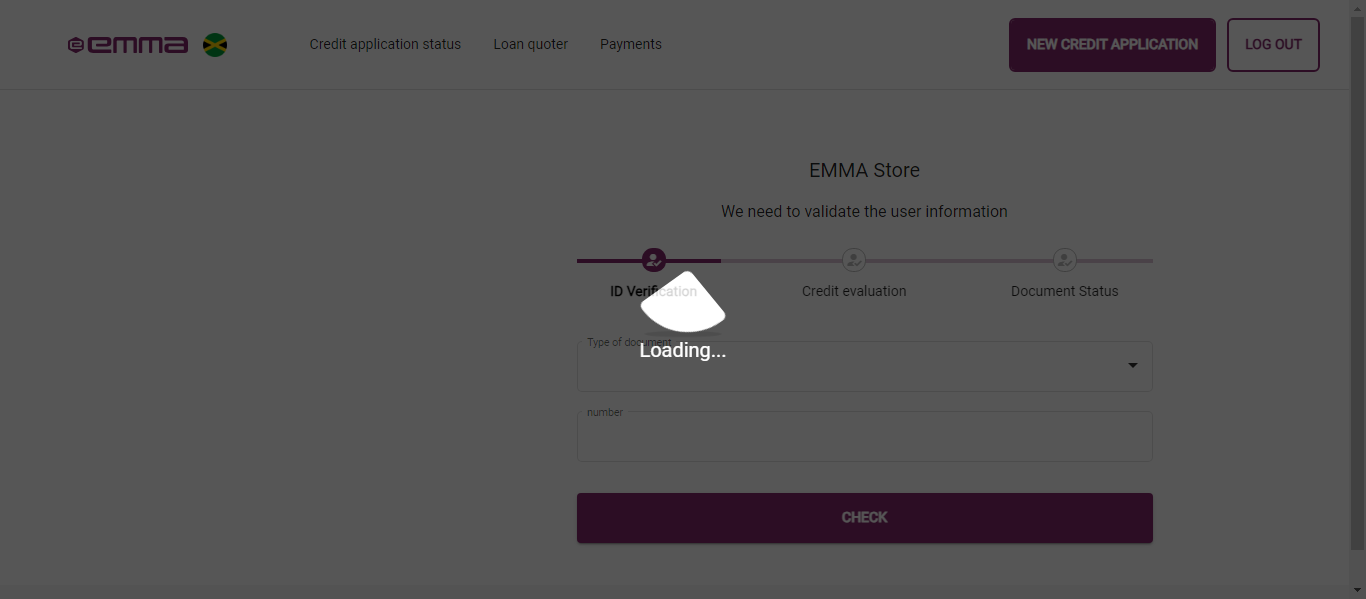 emma
Credit application status
Loan quoter
Payments
NEW CREDIT APPLICATION
LOG OUT
EMMA Store
We need to validate the user information
ID Verification
Credit evaluation
Document Status
Type of document
Loading...
number
CHECK